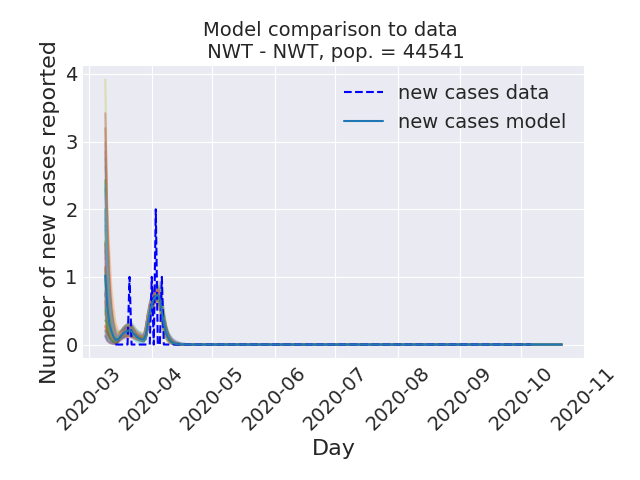 Model comparison to data
NWT - NWT, pop. = 44541
Number of new cases reported
4
3
2
1
0
new cases data
new cases model
2020-03
2020-04
2020-05
2020-06
2020-07
2020-08
2020-09
2020-10
2020-11
Day